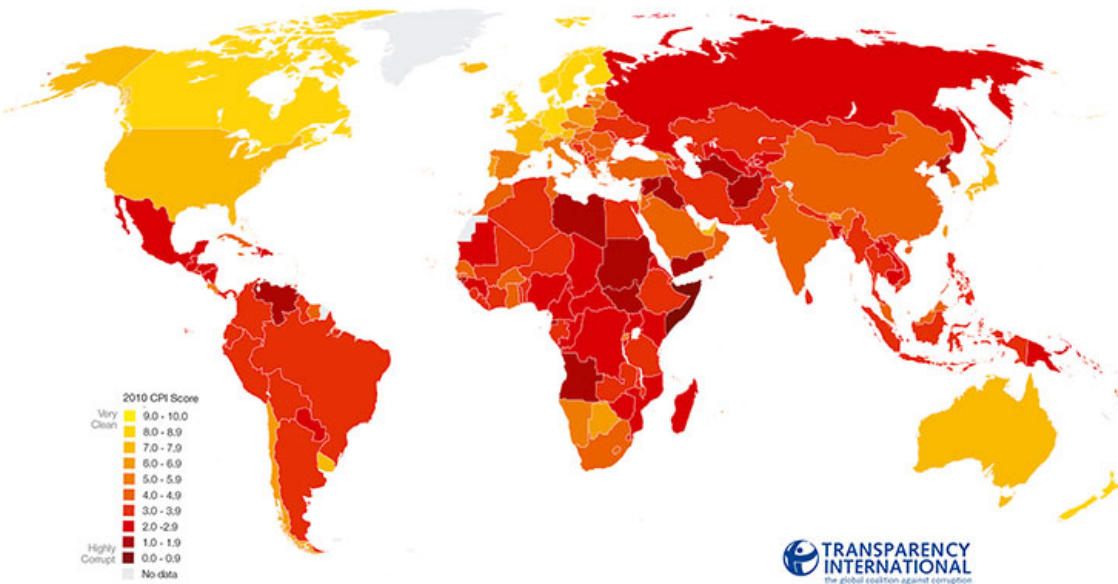 2010 CPI Score
Very
Clean
9.0 - 10.0
8.0 - 8.9
7.0 - 7.9
6.0 - 6.9
5.0 - 5.9
4.0 - 4.9
3.0 - 3.9
2.0 -2.9
1.0 - 1.9
Highly
Corrupt
0.0 - 0.9
No data
TRANSPARENCY
INTERNATIONAL
the global coalition against corruption